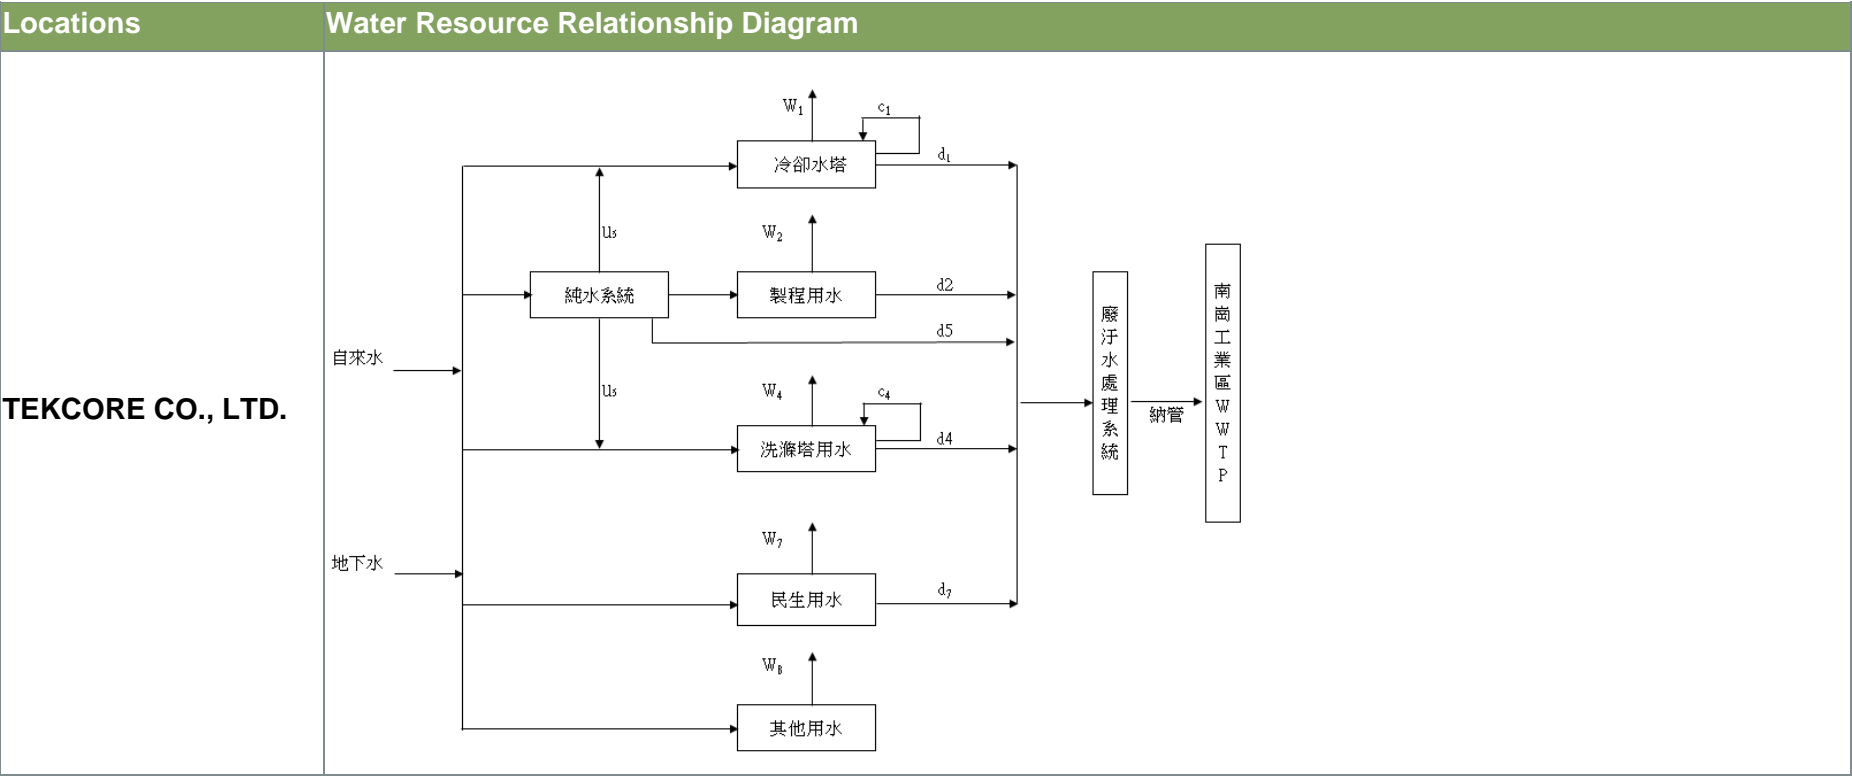 Locations
Water Resource Relationship Diagram
TEKCORE CO., LTD.
W₁
c₁
冷卻水塔
d₁
U₅
W₂
純水系統
製程用水
d2
d5
自來水
U₅
W₄
c₄
洗滌塔用水
d4
廢汙水處理系統
納管
南崗工業區WWTP
地下水
W₇
民生用水
d₇
W₈
其他用水